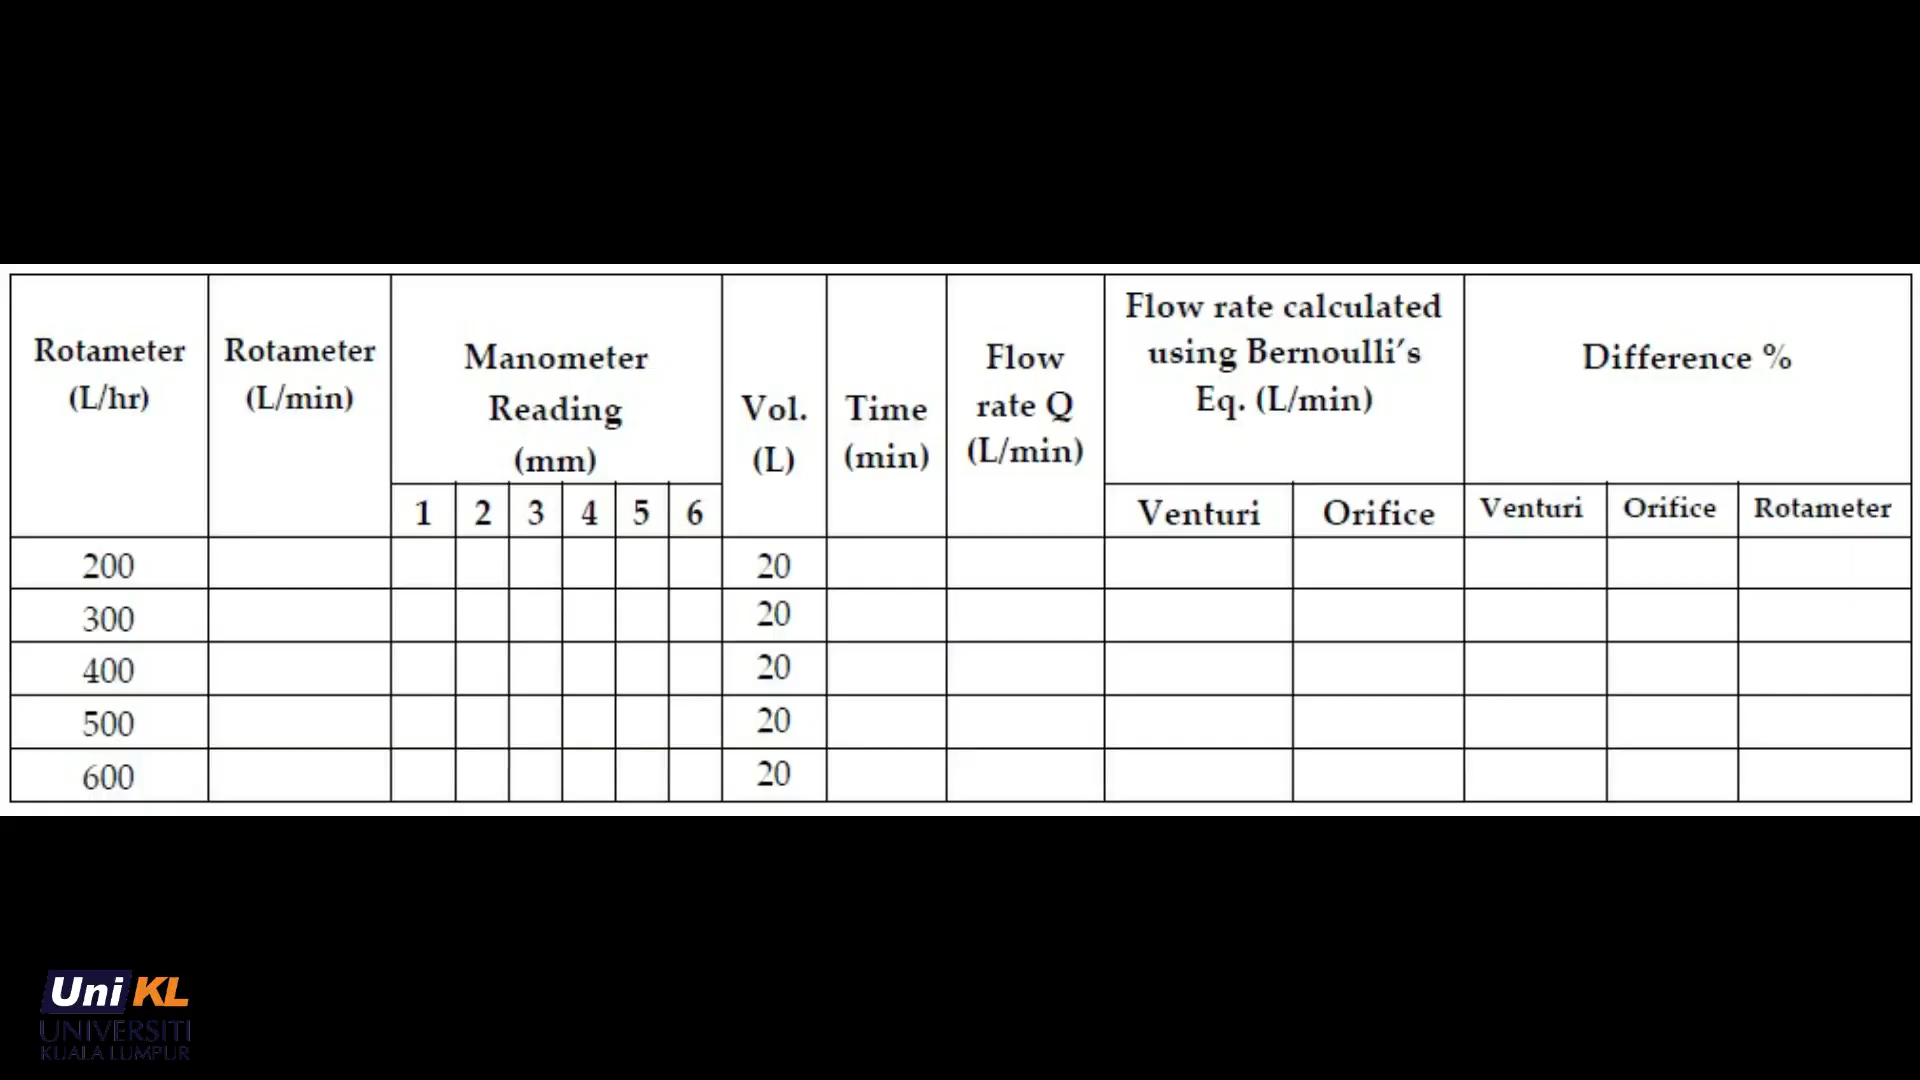 Rotameter
(L/hr)
Rotameter
(L/min)
Manometer
Reading
(mm)
Vol.
(L)
Time
(min)
Flow
rate Q
(L/min)
Flow rate calculated
using Bernoulli’s
Eq. (L/min)
Difference %
1 2 3 4 5 6
Venturi Orifice
Venturi Orifice Rotameter
200 20
300 20
400 20
500 20
600 20
UniKL
UNIVERSITI
KUALA LUMPUR